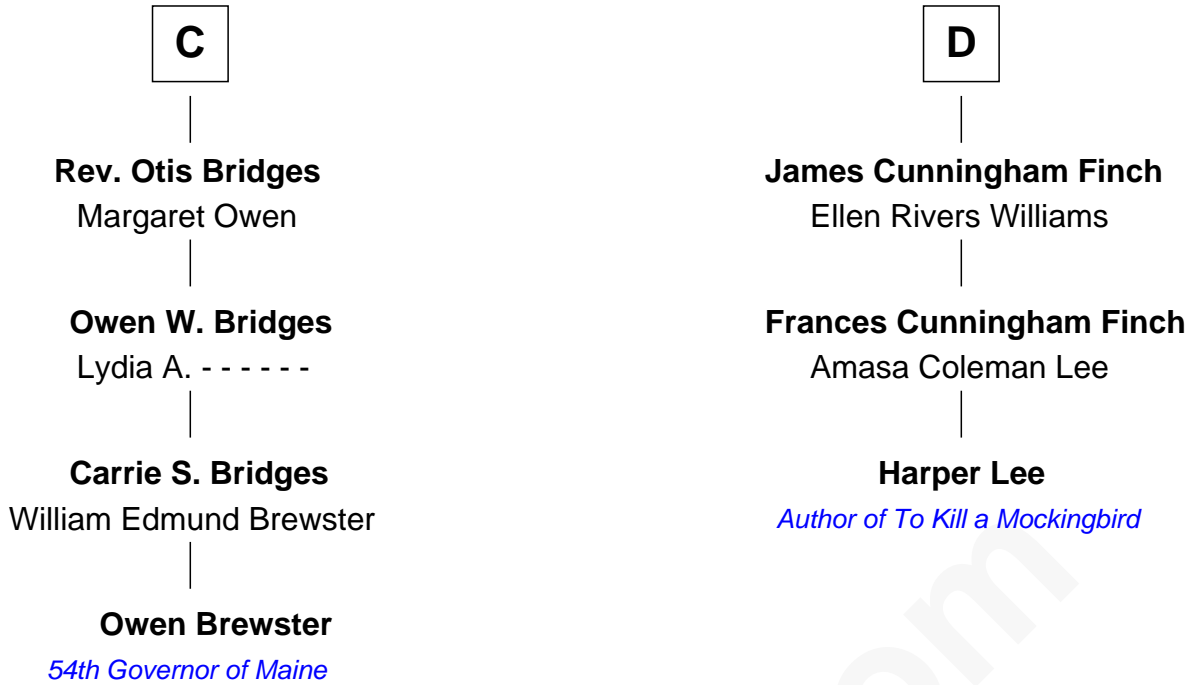 C
Rev. Otis Bridges
Margaret Owen
Owen W. Bridges
Lydia A. - - - - - -
Carrie S. Bridges
William Edmund Brewster
Owen Brewster
54th Governor of Maine
D
James Cunningham Finch
Ellen Rivers Williams
Frances Cunningham Finch
Amasa Coleman Lee
Harper Lee
Author of To Kill a Mockingbird
om